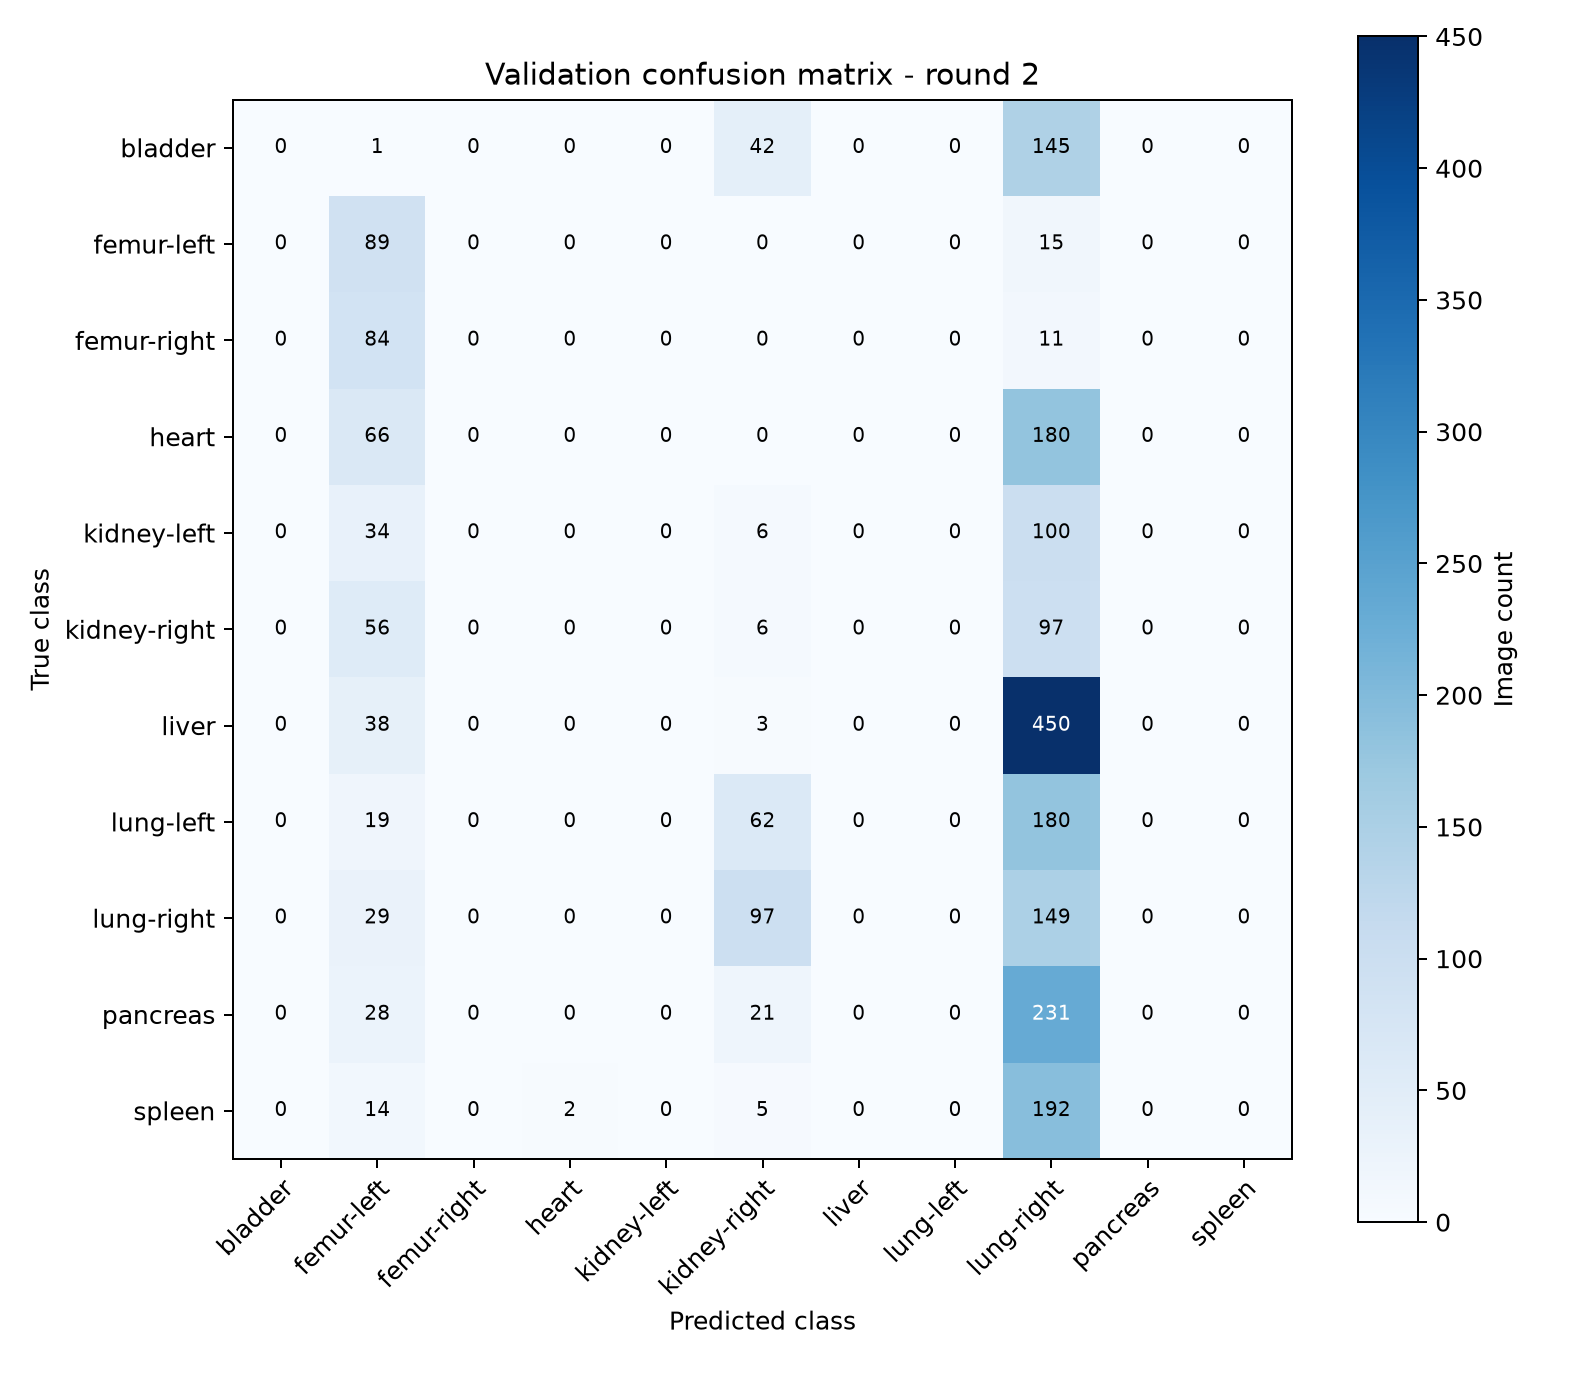 Validation confusion matrix - round 2
True class
bladder 0 1 0 0 0 42 0 0 145 0 0
femur-left 0 89 0 0 0 0 0 0 15 0 0
femur-right 0 84 0 0 0 0 0 0 11 0 0
heart 0 66 0 0 0 0 0 0 180 0 0
kidney-left 0 34 0 0 0 6 0 0 100 0 0
kidney-right 0 56 0 0 0 6 0 0 97 0 0
liver 0 38 0 0 0 3 0 0 450 0 0
lung-left 0 19 0 0 0 62 0 0 180 0 0
lung-right 0 29 0 0 0 97 0 0 149 0 0
pancreas 0 28 0 0 0 21 0 0 231 0 0
spleen 0 14 0 2 0 5 0 0 192 0 0
bladder femur-left femur-right heart kidney-left kidney-right liver lung-left lung-right pancreas spleen
Predicted class
450
400
350
300
250
200
150
100
50
0
Image count